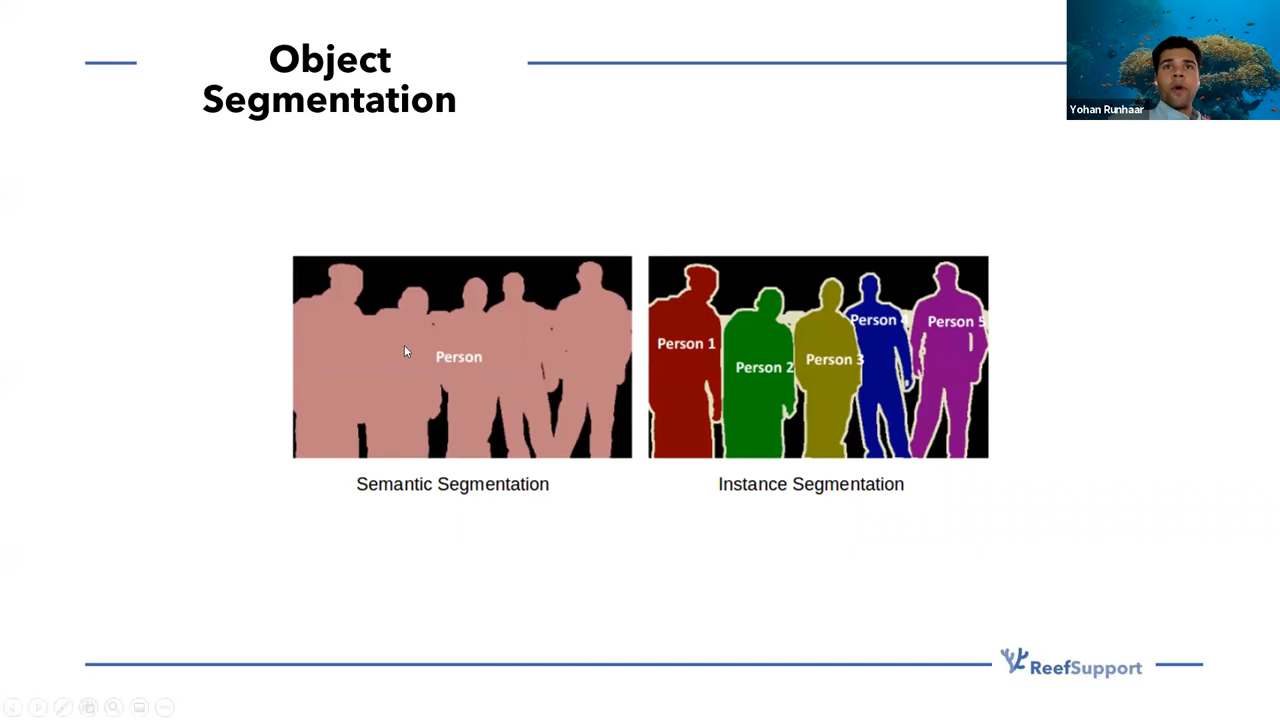 Object
Segmentation
Yohan Runhaar
Person
Person 1
Person 2
Person 3
Person 4
Person 5
Semantic Segmentation
Instance Segmentation
ReefSupport